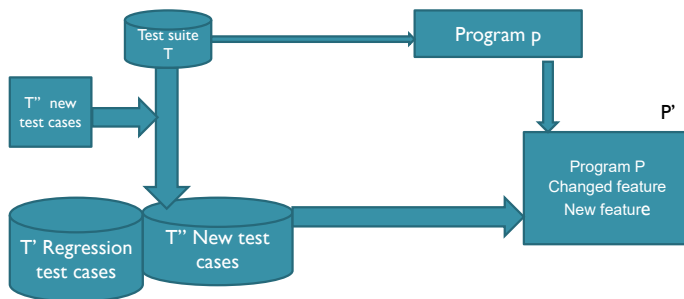 Test suite
T
Program p
T'' new
test cases
P'
Program P
Changed feature
New feature
T' Regression
test cases
T'' New test
cases